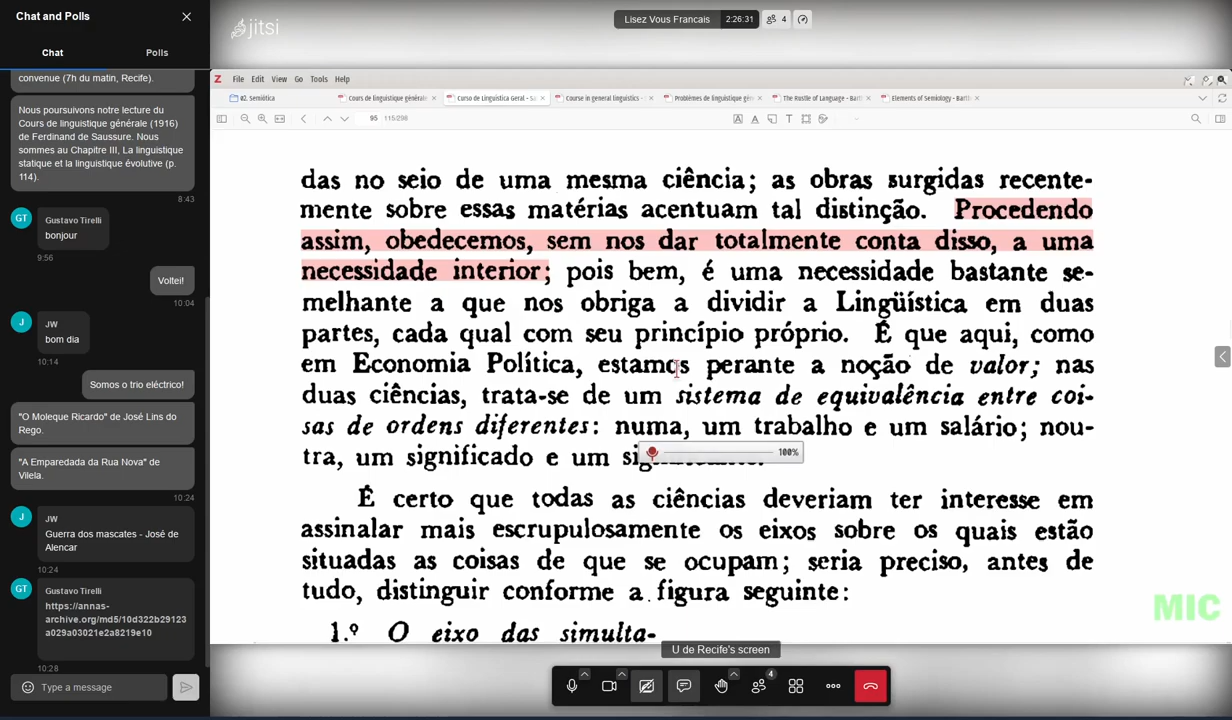 Chat and Polls
Chat
Polls
convenue (7h du matin, Recife).
Nous poursuivons notre lecture du
Cours de linguistique générale (1916)
de Ferdinand de Saussure. Nous
sommes au Chapitre III, La linguistique
statique et la linguistique évolutive (p.
114).
8:43
GT
Gustavo Tirelli
bonjour
9:56
Voltei!
10:04
J
JW
bom dia
10:14
Somos o trio eléctrico!
"O Moleque Ricardo" de José Lins do
Rego.
"A Emparedada da Rua Nova" de
Vilela.
10:24
J
JW
Guerra dos mascates - José de
Alencar
10:24
GT
Gustavo Tirelli
https://annas-
archive.org/md5/10d322b29123
a029a03021e2a8219e10
10:28
Type a message
jitsi
Lisez Vous Francais
2:26:31
4
Z
File Edit View Go Tools Help
02. Semiótica
Cours de linguistique générale
Curso de Linguística Geral - Sa
Course in general linguistics -
Problèmes de linguistique gén
The Rustle of Language - Barth
Elements of Semiology - Barth
95
115/298
das no seio de uma mesma ciência; as obras surgidas recente-
mente sobre essas matérias acentuam tal distinção. Procedendo
assim, obedecemos, sem nos dar totalmente conta disso, a uma
necessidade interior; pois bem, é uma necessidade bastante se-
melhante a que nos obriga a dividir a Lingüística em duas
partes, cada qual com seu princípio próprio. É que aqui, como
em Economia Política, estamos perante a noção de valor; nas
duas ciências, trata-se de um sistema de equivalência entre coi-
sas de ordens diferentes: numa, um trabalho e um salário; nou-
tra, um significado e um
100%
É certo que todas as ciências deveriam ter interesse em
assinalar mais escrupulosamente os eixos sobre os quais estão
situadas as coisas de que se ocupam; seria preciso, antes de
tudo, distinguir conforme a figura seguinte:
1.º O eixo das simulta-
MIC
U de Recife's screen
4